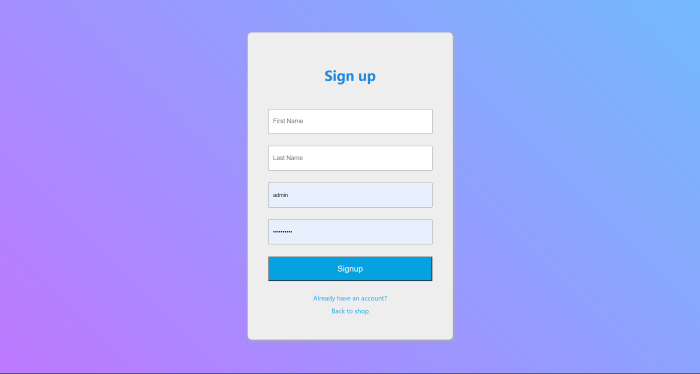 Sign up
First Name
Last Name
admin
••••••••••
Signup
Already have an account?
Back to shop